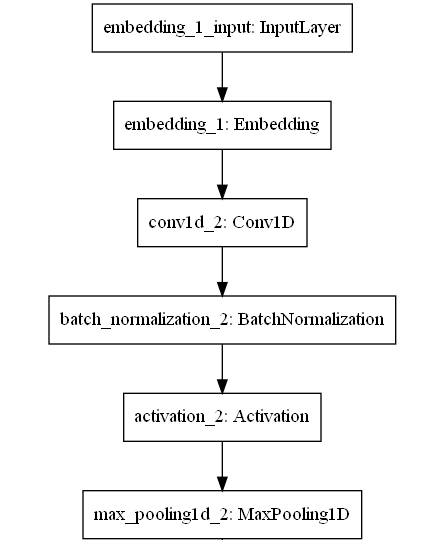 embedding_1_input: InputLayer
embedding_1: Embedding
conv1d_2: Conv1D
batch_normalization_2: BatchNormalization
activation_2: Activation
max_pooling1d_2: MaxPooling1D